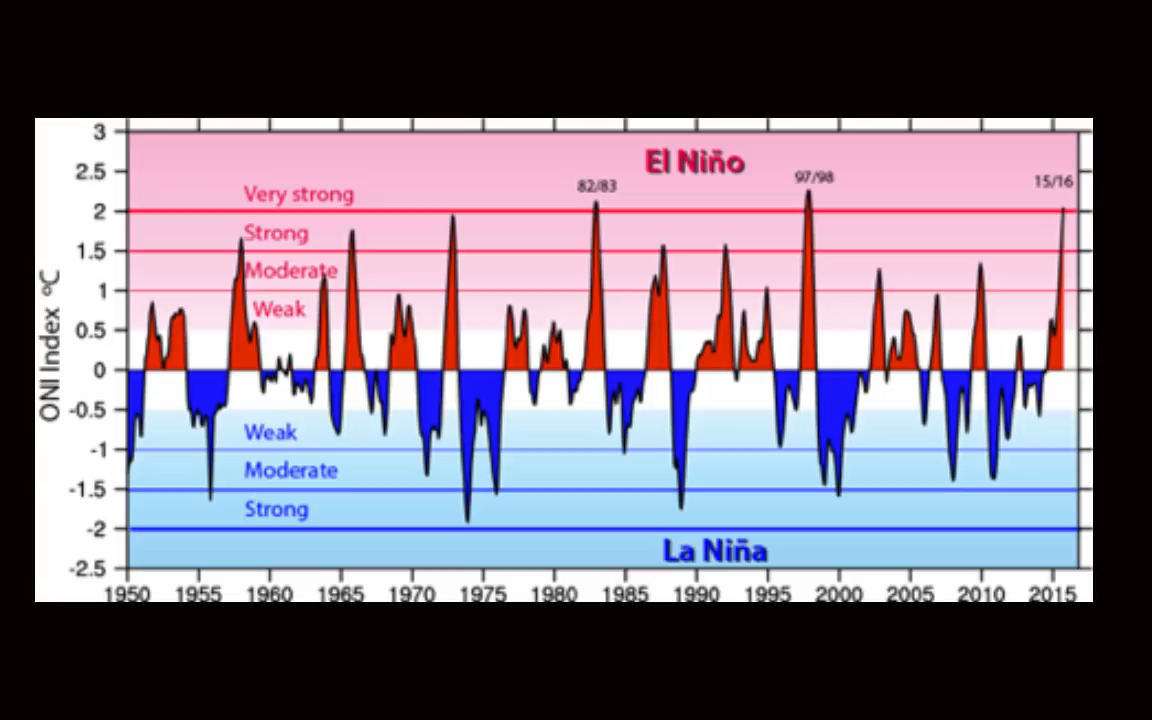 3
El Niño
2.5
97/98
82/83
15/16
Very strong
2
Strong
1.5
Moderate
1
Weak
0.5
0
-0.5
Weak
-1
Moderate
-1.5
Strong
-2
La Niña
-2.5
ONI Index ºC
1950 1955 1960 1965 1970 1975 1980 1985 1990 1995 2000 2005 2010 2015